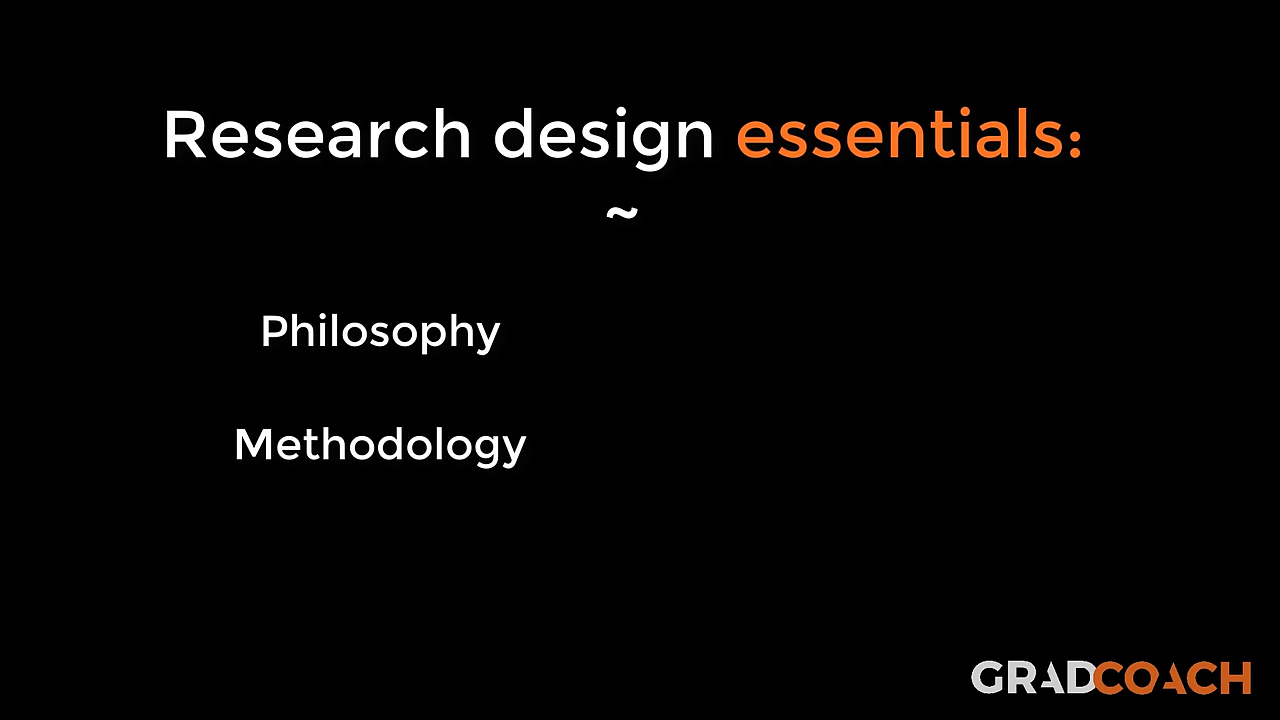 Research design essentials:
~
Philosophy
Methodology
GRADCOACH